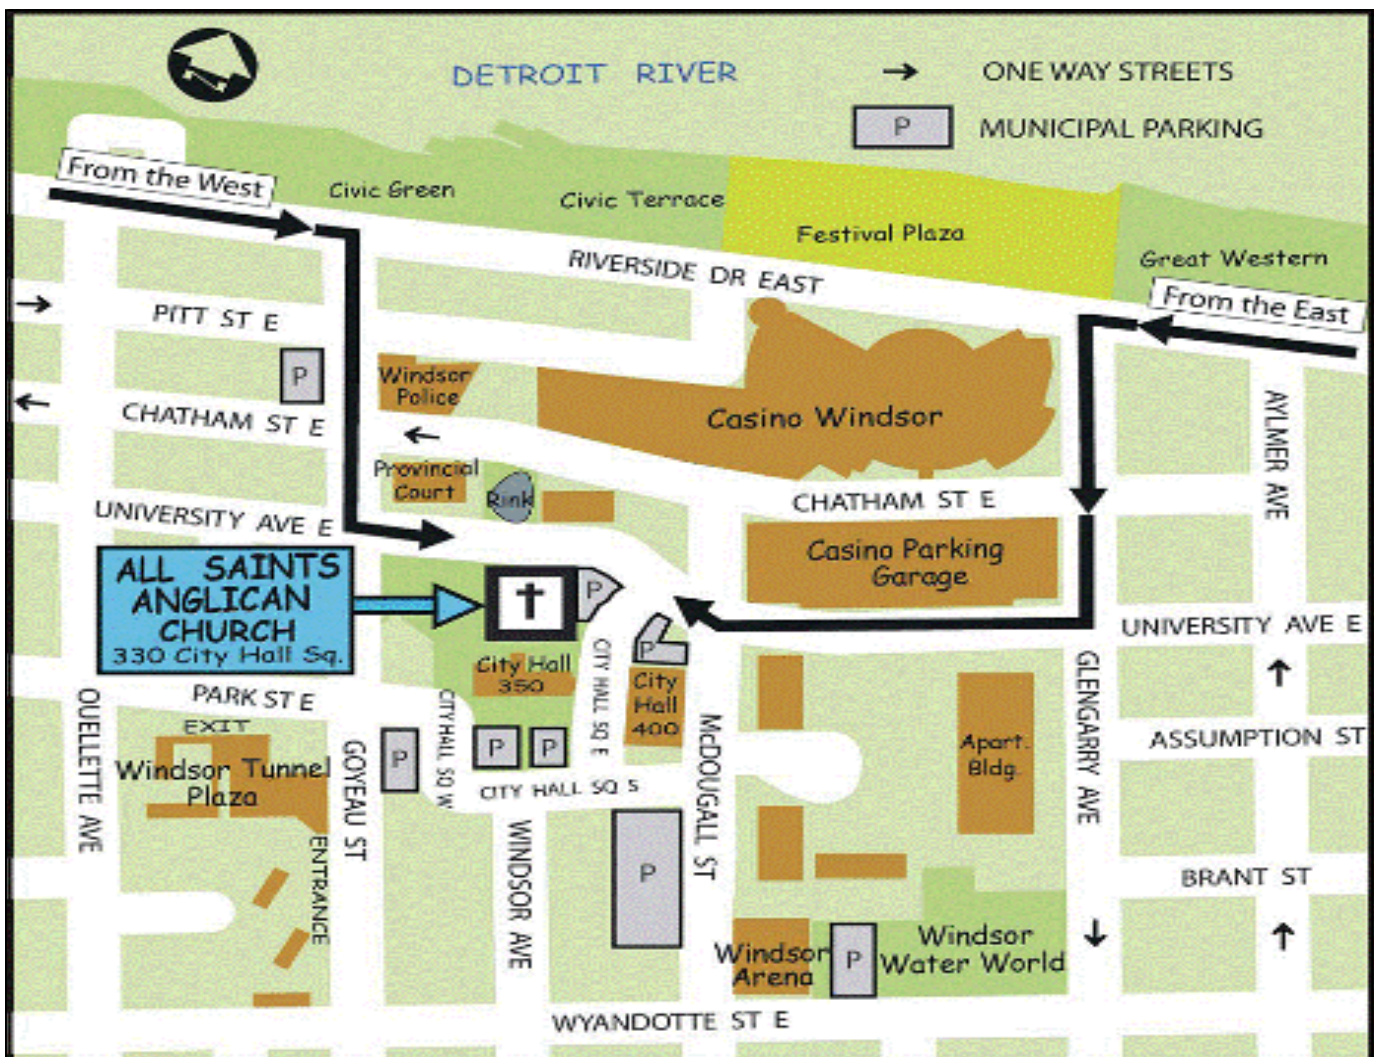 DETROIT RIVER
ONE WAY STREETS
P
MUNICIPAL PARKING
From the West
Civic Green
Civic Terrace
Festival Plaza
Great Western
RIVERSIDE DR EAST
From the East
PITT ST E
P
Windsor
Police
Casino Windsor
CHATHAM ST E
AYLMER AVE
Provincial
Court
Rink
CHATHAM ST E
UNIVERSITY AVE E
Casino Parking
Garage
ALL SAINTS
ANGLICAN
CHURCH
330 City Hall Sq.
P
UNIVERSITY AVE E
P
City Hall
350
CITY HALL SQ E
City
Hall
400
PARK ST E
EXIT
OUELLETTE AVE
CITYHALL SQ W
McDOUGALL ST
GLENGARRY AVE
GOYEAU ST
P
P
P
Apart.
Bldg.
ASSUMPTION ST
Windsor Tunnel
Plaza
CITY HALL SQ S
ENTRANCE
WINDSOR AVE
P
BRANT ST
Windsor
Arena
P
Windsor
Water World
WYANDOTTE ST E